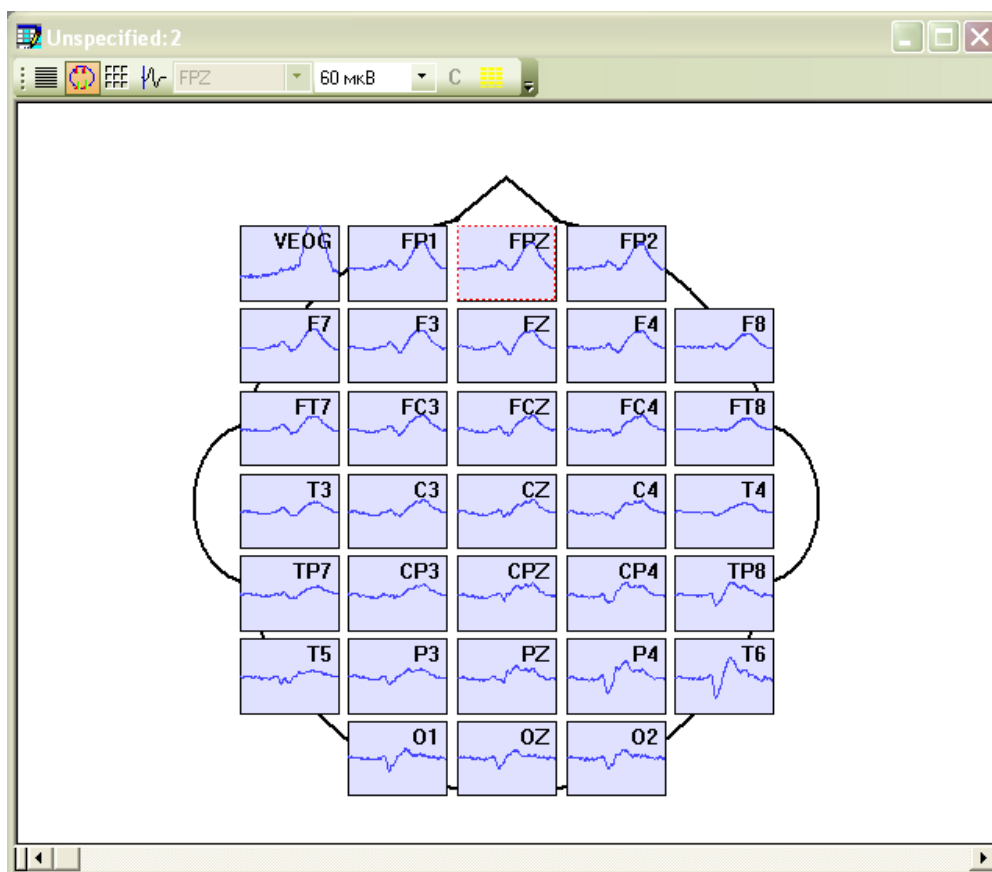 Unspecified:2
FPZ 60 мкВ C
VEOG FP1 FPZ FP2
F7 F3 FZ F4 F8
FT7 FC3 FCZ FC4 FT8
T3 C3 CZ C4 T4
TP7 CP3 CPZ CP4 TP8
T5 P3 PZ P4 T6
O1 OZ O2